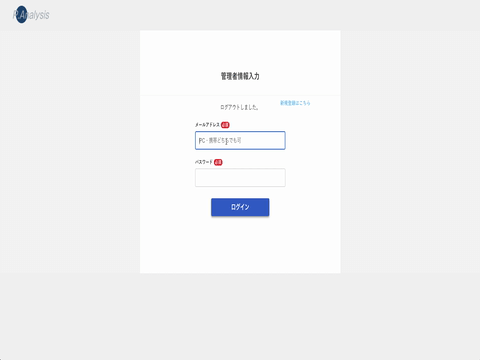 R Analysis
管理者情報入力
ログアウトしました。
新規登録はこちら
メールアドレス 必須
PC・携帯どちらでも可
パスワード 必須
ログイン